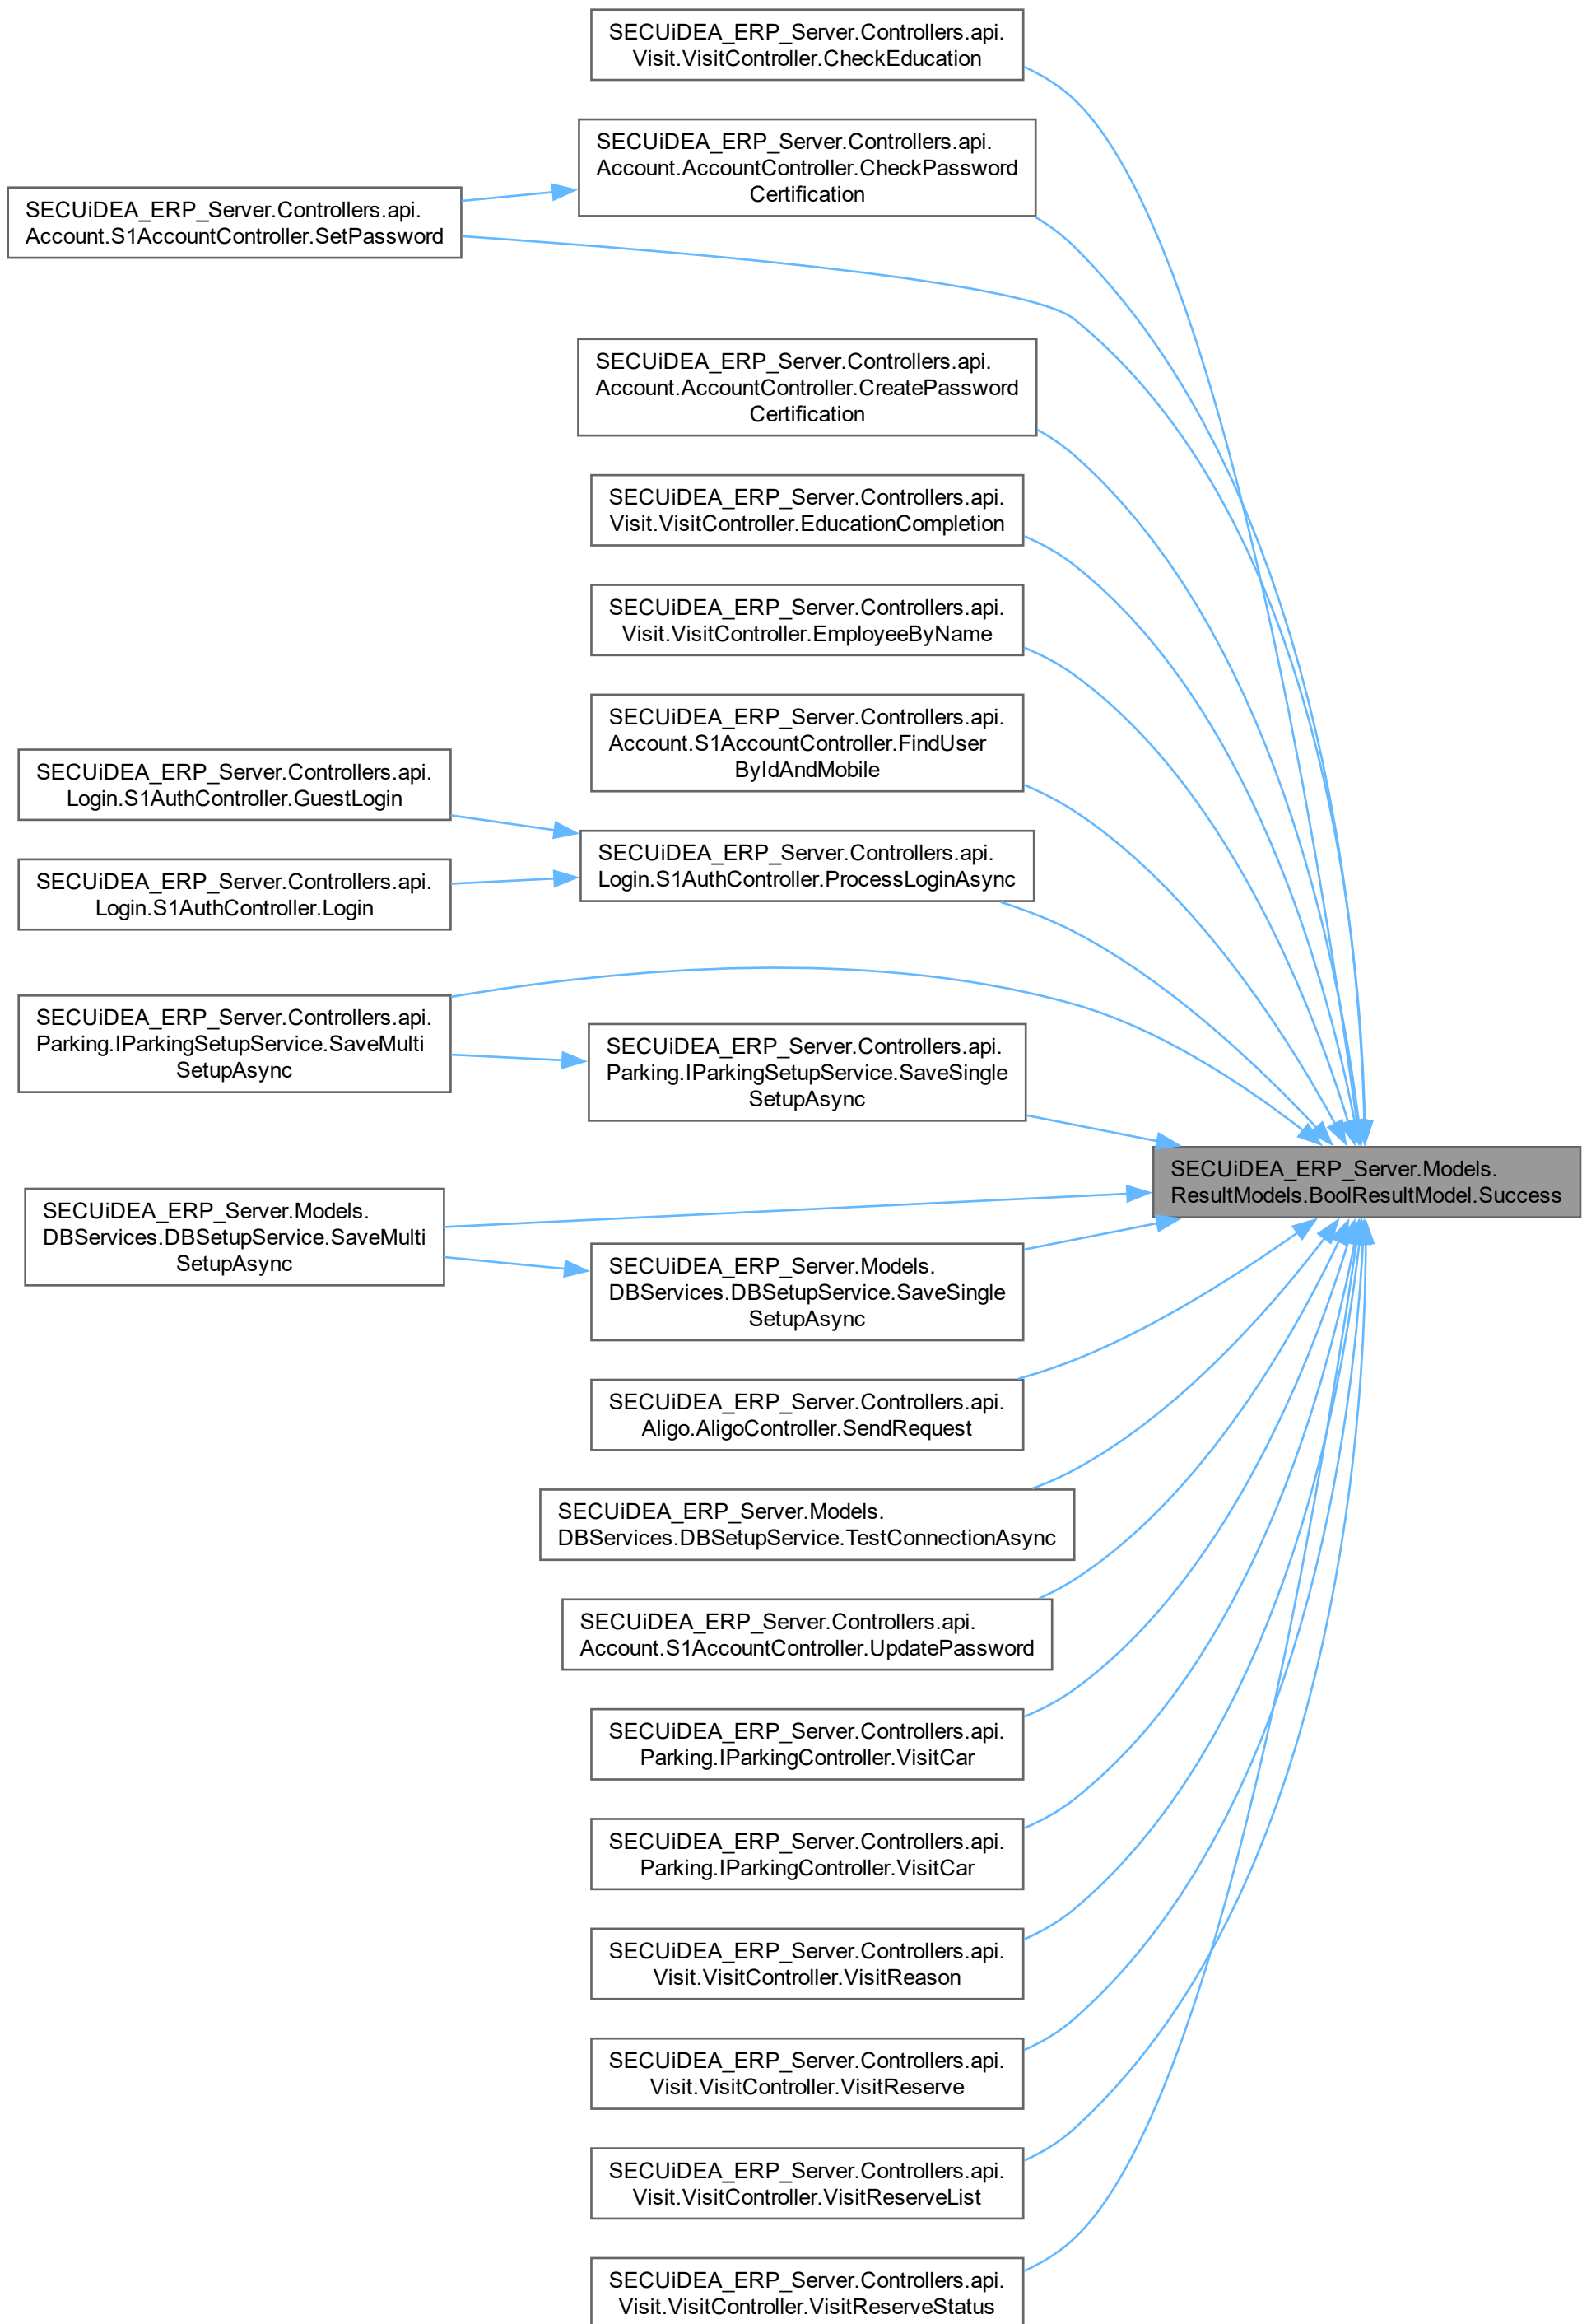 SECUiDEA_ERP_Server.Controllers.api.
Visit.VisitController.CheckEducation
SECUiDEA_ERP_Server.Controllers.api.
Account.AccountController.CheckPassword
Certification
SECUiDEA_ERP_Server.Controllers.api.
Account.S1AccountController.SetPassword
SECUiDEA_ERP_Server.Controllers.api.
Account.AccountController.CreatePassword
Certification
SECUiDEA_ERP_Server.Controllers.api.
Visit.VisitController.EducationCompletion
SECUiDEA_ERP_Server.Controllers.api.
Visit.VisitController.EmployeeByName
SECUiDEA_ERP_Server.Controllers.api.
Account.S1AccountController.FindUser
ByIdAndMobile
SECUiDEA_ERP_Server.Controllers.api.
Login.S1AuthController.GuestLogin
SECUiDEA_ERP_Server.Controllers.api.
Login.S1AuthController.ProcessLoginAsync
SECUiDEA_ERP_Server.Controllers.api.
Login.S1AuthController.Login
SECUiDEA_ERP_Server.Controllers.api.
Parking.IParkingSetupService.SaveMulti
SetupAsync
SECUiDEA_ERP_Server.Controllers.api.
Parking.IParkingSetupService.SaveSingle
SetupAsync
SECUiDEA_ERP_Server.Models.
ResultModels.BoolResultModel.Success
SECUiDEA_ERP_Server.Models.
DBServices.DBSetupService.SaveMulti
SetupAsync
SECUiDEA_ERP_Server.Models.
DBServices.DBSetupService.SaveSingle
SetupAsync
SECUiDEA_ERP_Server.Controllers.api.
Aligo.AligoController.SendRequest
SECUiDEA_ERP_Server.Models.
DBServices.DBSetupService.TestConnectionAsync
SECUiDEA_ERP_Server.Controllers.api.
Account.S1AccountController.UpdatePassword
SECUiDEA_ERP_Server.Controllers.api.
Parking.IParkingController.VisitCar
SECUiDEA_ERP_Server.Controllers.api.
Parking.IParkingController.VisitCar
SECUiDEA_ERP_Server.Controllers.api.
Visit.VisitController.VisitReason
SECUiDEA_ERP_Server.Controllers.api.
Visit.VisitController.VisitReserve
SECUiDEA_ERP_Server.Controllers.api.
Visit.VisitController.VisitReserveList
SECUiDEA_ERP_Server.Controllers.api.
Visit.VisitController.VisitReserveStatus